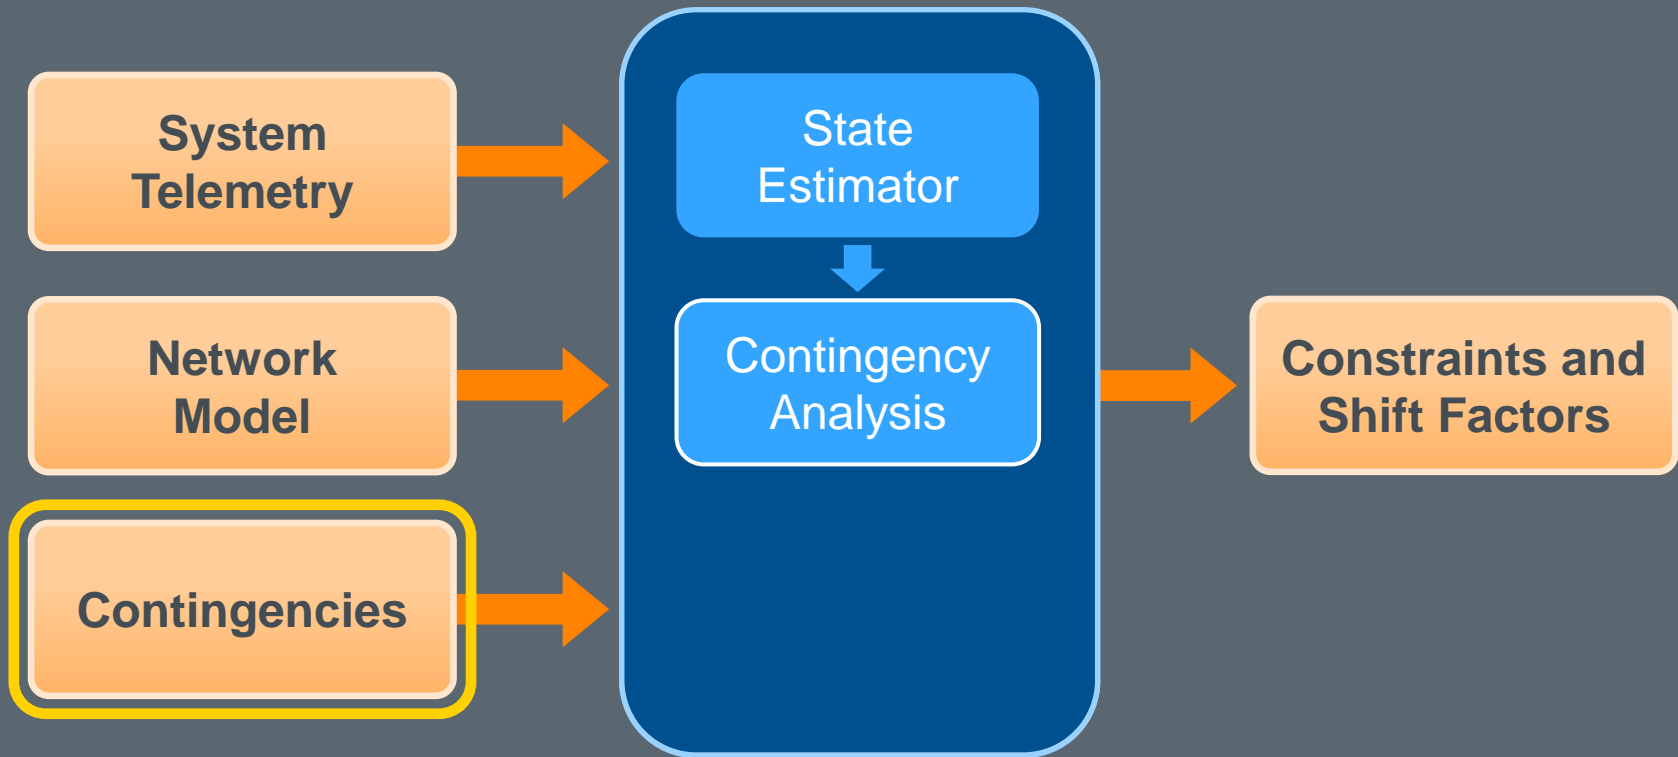 System
Telemetry
Network
Model
Contingencies
State
Estimator
Contingency
Analysis
Constraints and
Shift Factors